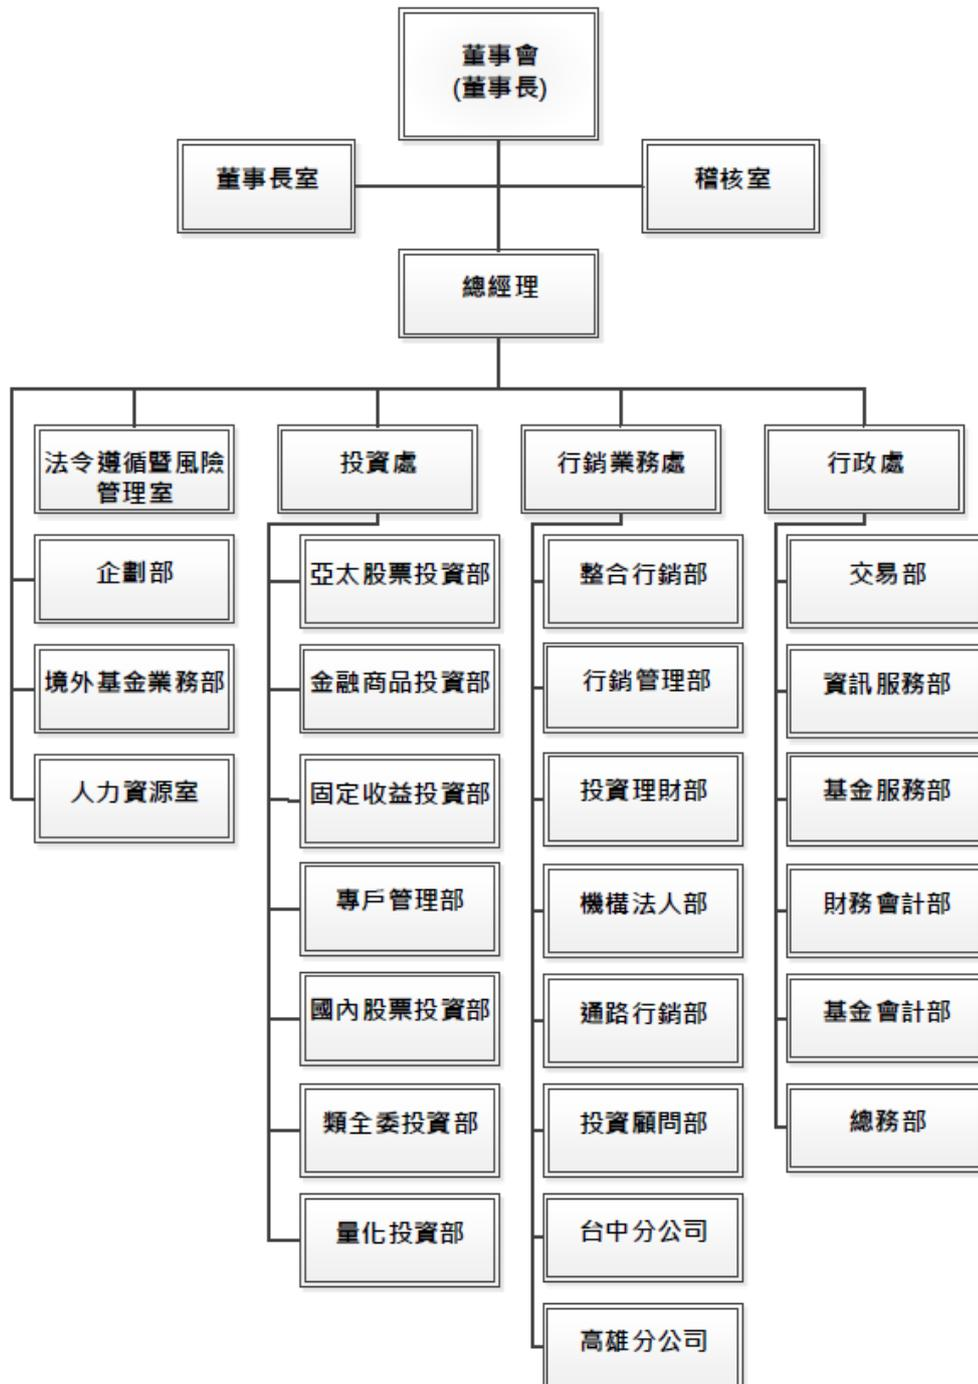 董事會
(董事長)
董事長室
稽核室
總經理
法令遵循暨風險
管理室
企劃部
境外基金業務部
人力資源室
投資處
亞太股票投資部
金融商品投資部
固定收益投資部
專戶管理部
國內股票投資部
類全委投資部
量化投資部
行銷業務處
整合行銷部
行銷管理部
投資理財部
機構法人部
通路行銷部
投資顧問部
台中分公司
高雄分公司
行政處
交易部
資訊服務部
基金服務部
財務會計部
基金會計部
總務部